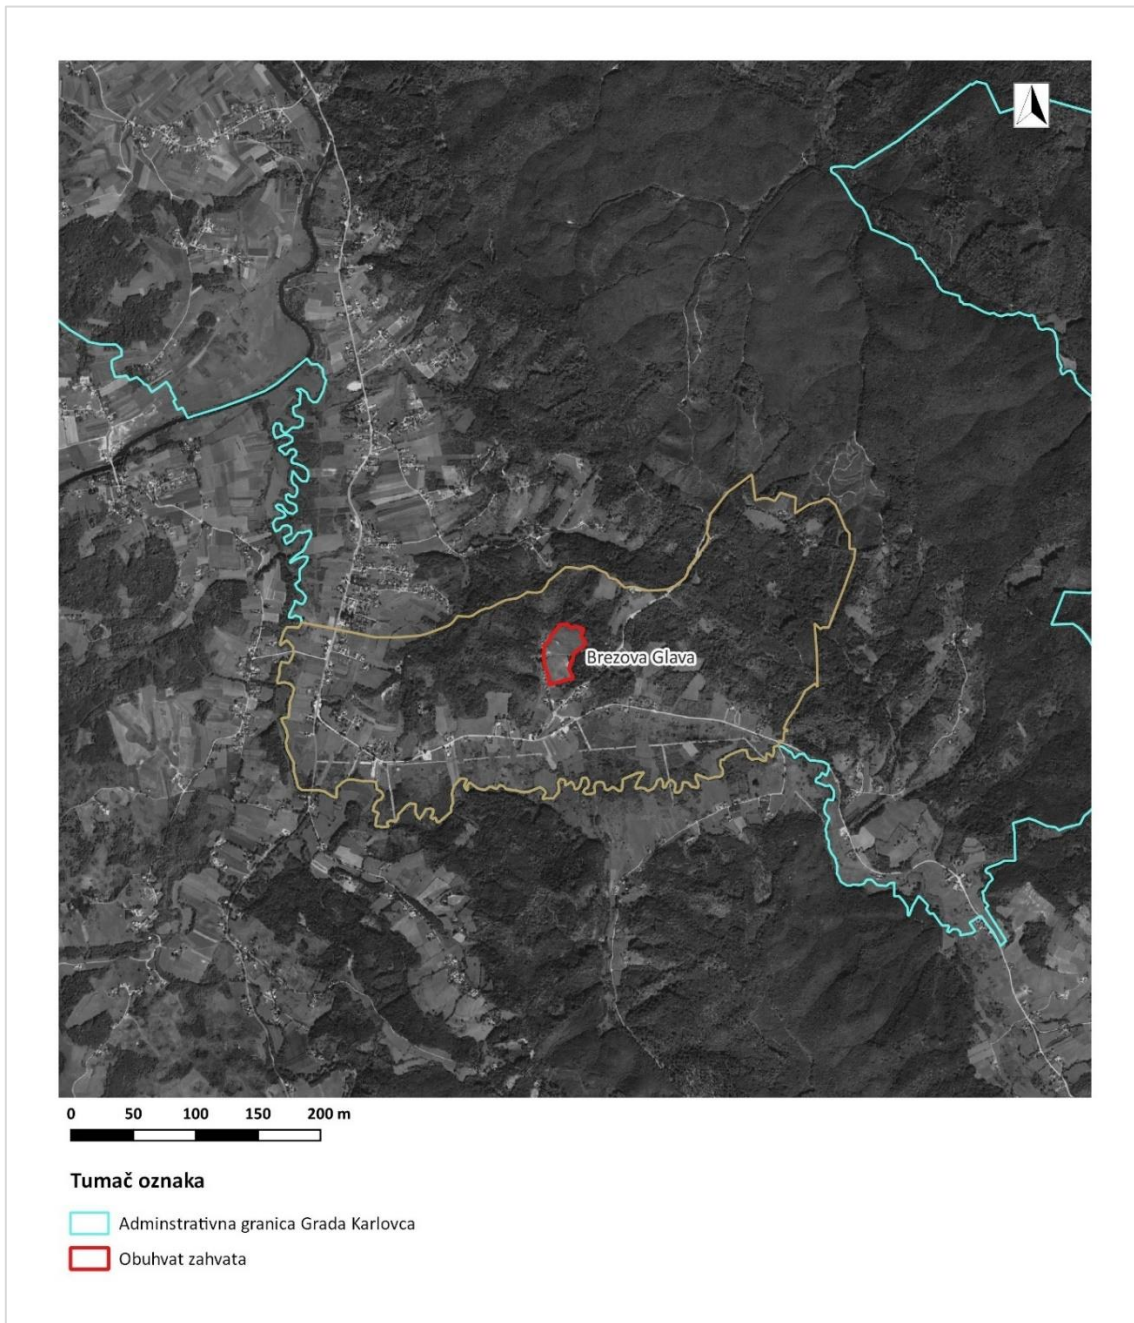 Brezova Glava
0 50 100 150 200 m
Tumač oznaka
Adminstrativna granica Grada Karlovca
Obuhvat zahvata